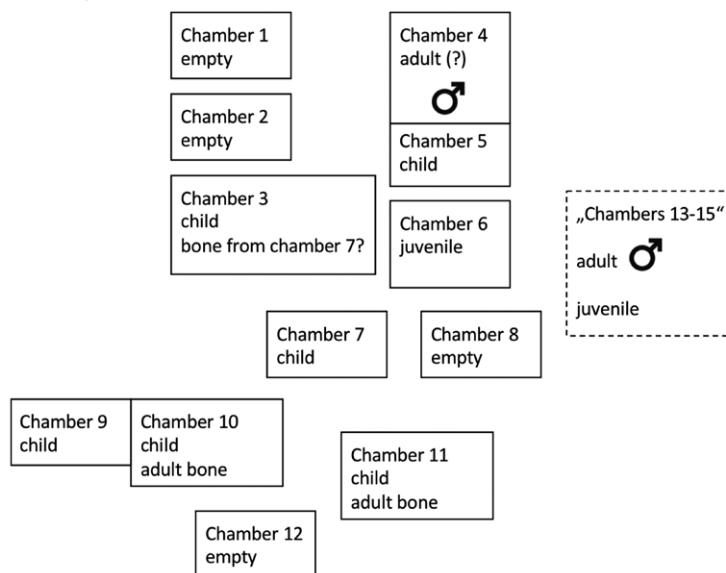 Chamber 1
empty
Chamber 2
empty
Chamber 3
child
bone from chamber 7?
Chamber 4
adult (?)
Chamber 5
child
Chamber 6
juvenile
„Chambers 13-15“
adult
juvenile
Chamber 7
child
Chamber 8
empty
Chamber 9
child
Chamber 10
child
adult bone
Chamber 11
child
adult bone
Chamber 12
empty